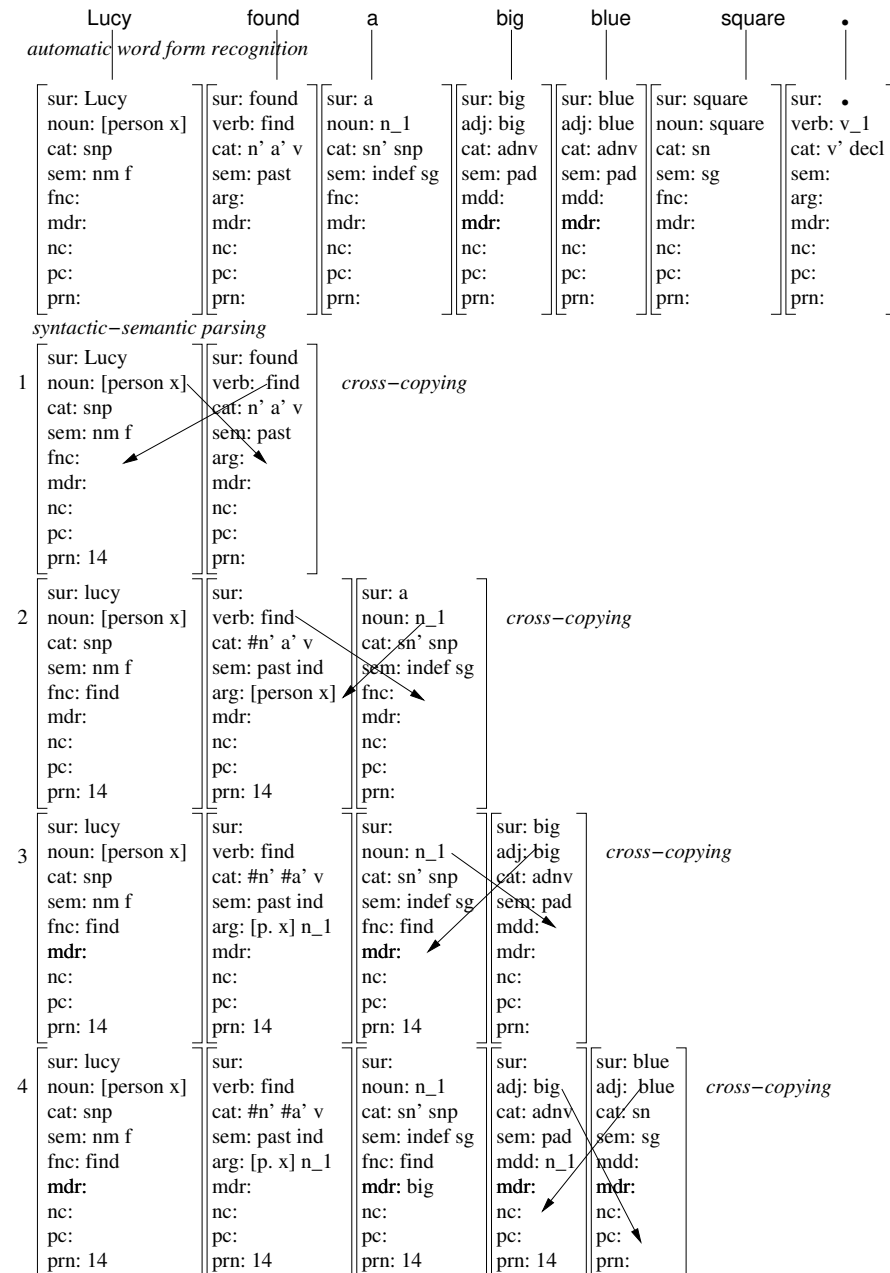 Lucy found a big blue square .
automatic word form recognition
sur: Lucy sur: found sur: a sur: big sur: blue sur: square sur: .
noun: [person x] verb: find noun: n_1 adj: big adj: blue noun: square verb: v_1
cat: snp cat: n' a' v cat: sn' snp cat: adnv cat: adnv cat: sn cat: v' decl
sem: nm f sem: past sem: indef sg sem: pad sem: pad sem: sg sem:
fnc: arg: fnc: mdd: mdd: fnc: arg:
mdr: mdr: mdr: mdr: mdr: mdr: mdr:
nc: nc: nc: nc: nc: nc: nc:
pc: pc: pc: pc: pc: pc: pc:
prn: prn: prn: prn: prn: prn: prn:
syntactic−semantic parsing
sur: Lucy sur: found
1 noun: [person x] verb: find cross−copying
cat: snp cat: n' a' v
sem: nm f sem: past
fnc: arg:
mdr: mdr:
nc: nc:
pc: pc:
prn: 14 prn:
sur: lucy sur: sur: a
2 noun: [person x] verb: find noun: n_1 cross−copying
cat: snp cat: #n' a' v cat: sn' snp
sem: nm f sem: past ind sem: indef sg
fnc: find arg: [person x] fnc:
mdr: mdr: mdr:
nc: nc: nc:
pc: pc: pc:
prn: 14 prn: 14 prn:
sur: lucy sur: sur: sur: big
3 noun: [person x] verb: find noun: n_1 adj: big cross−copying
cat: snp cat: #n' #a' v cat: sn' snp cat: adnv
sem: nm f sem: past ind sem: indef sg sem: pad
fnc: find arg: [p. x] n_1 fnc: find mdd:
mdr: mdr: mdr: mdr:
nc: nc: nc: nc:
pc: pc: pc: pc:
prn: 14 prn: 14 prn: 14 prn:
sur: lucy sur: sur: sur: sur: blue
4 noun: [person x] verb: find noun: n_1 adj: big adj: blue cross−copying
cat: snp cat: #n' #a' v cat: sn' snp cat: adnv cat: sn
sem: nm f sem: past ind sem: indef sg sem: pad sem: sg
fnc: find arg: [p. x] n_1 fnc: find mdd: n_1 mdd:
mdr: mdr: mdr: big mdr: mdr:
nc: nc: nc: nc: nc:
pc: pc: pc: pc: pc:
prn: 14 prn: 14 prn: 14 prn: 14 prn: